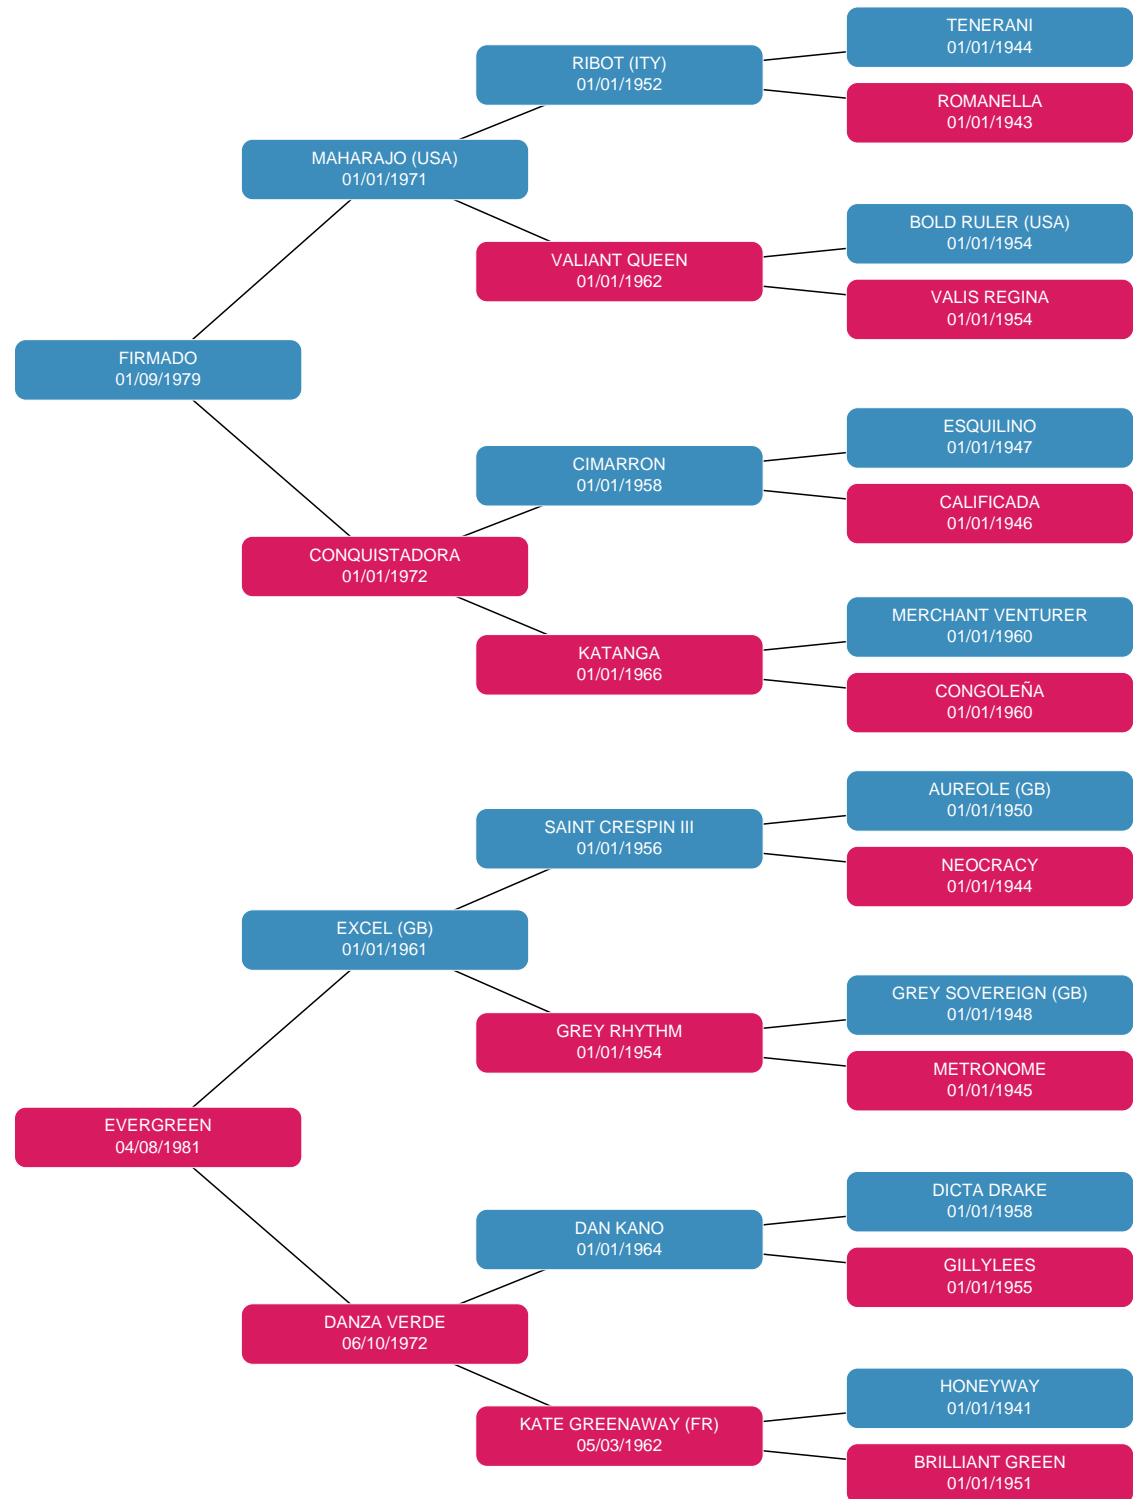 TENERANI
01/01/1944
RIBOT (ITY)
01/01/1952
ROMANELLA
01/01/1943
MAHARAJO (USA)
01/01/1971
BOLD RULER (USA)
01/01/1954
VALIANT QUEEN
01/01/1962
VALIS REGINA
01/01/1954
FIRMADO
01/09/1979
ESQUILINO
01/01/1947
CIMARRON
01/01/1958
CALIFICADA
01/01/1946
CONQUISTADORA
01/01/1972
MERCHANT VENTURER
01/01/1960
KATANGA
01/01/1966
CONGOLEÑA
01/01/1960
AUREOLE (GB)
01/01/1950
SAINT CRESPIN III
01/01/1956
NEOCRACY
01/01/1944
EXCEL (GB)
01/01/1961
GREY SOVEREIGN (GB)
01/01/1948
GREY RHYTHM
01/01/1954
METRONOME
01/01/1945
EVERGREEN
04/08/1981
DICTA DRAKE
01/01/1958
DAN KANO
01/01/1964
GILLYLEES
01/01/1955
DANZA VERDE
06/10/1972
HONEYWAY
01/01/1941
KATE GREENAWAY (FR)
05/03/1962
BRILLIANT GREEN
01/01/1951